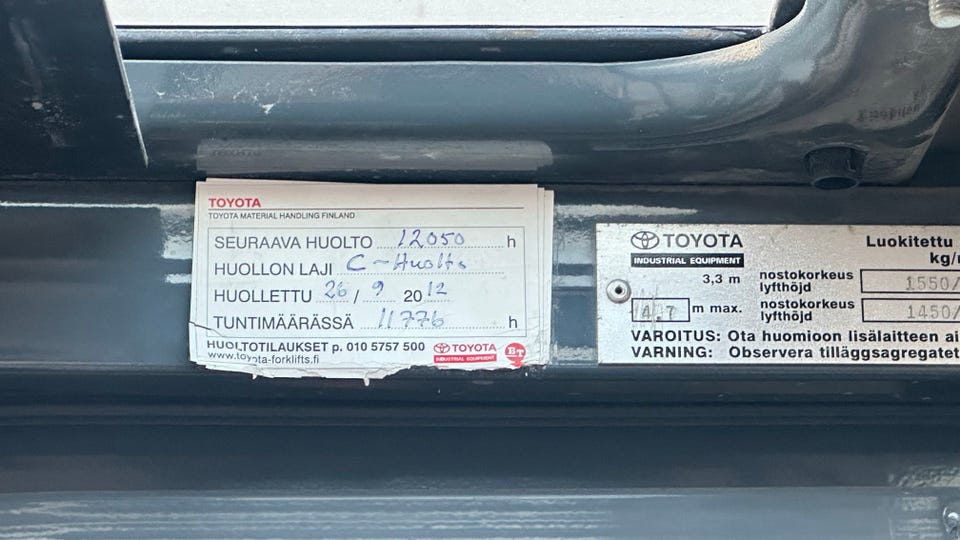 TOYOTA
TOYOTA MATERIAL HANDLING FINLAND
SEURAAVA HUOLTO 12050 h
HUOLLON LAJI C-Huolto
HUOLLETTU 26 / 9 2012
TUNTIMÄÄRÄSSÄ 11776 h
HUOLTOTILAUKSET p. 010 5757 500
www.toyota-forklifts.fi
TOYOTA
INDUSTRIAL EQUIPMENT
BT
TOYOTA
INDUSTRIAL EQUIPMENT
Luokitettu
kg/
3,3 m nostokorkeus lyfthöjd 1550/
4.7 m max. nostokorkeus lyfthöjd 1450/
VAROITUS: Ota huomioon lisälaitteen
VARNING: Observera tilläggsagregatet